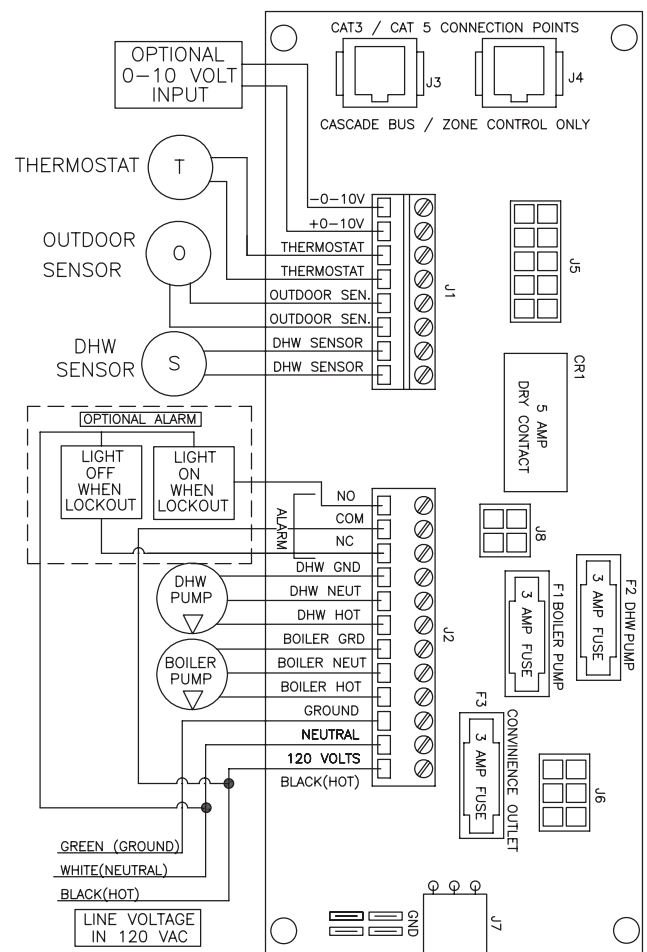 CAT3 / CAT 5 CONNECTION POINTS
J3
J4
CASCADE BUS / ZONE CONTROL ONLY
OPTIONAL
0-10 VOLT
INPUT
THERMOSTAT
T
OUTDOOR
SENSOR
O
DHW
SENSOR
S
-0-10V
+0-10V
THERMOSTAT
THERMOSTAT
OUTDOOR SEN.
OUTDOOR SEN.
DHW SENSOR
DHW SENSOR
J1
J5
CR1
5 AMP
DRY CONTACT
OPTIONAL ALARM
LIGHT
OFF
WHEN
LOCKOUT
LIGHT
ON
WHEN
LOCKOUT
ALARM
NO
COM
NC
DHW GND
DHW NEUT
DHW HOT
BOILER GRD
BOILER NEUT
BOILER HOT
GROUND
NEUTRAL
120 VOLTS
BLACK(HOT)
J2
DHW
PUMP
BOILER
PUMP
J8
F1 BOILER PUMP
3 AMP FUSE
F2 DHW PUMP
3 AMP FUSE
F3
CONVINIENCE OUTLET
3 AMP FUSE
J6
GREEN (GROUND)
WHITE(NEUTRAL)
BLACK(HOT)
LINE VOLTAGE
IN 120 VAC
GND
J7